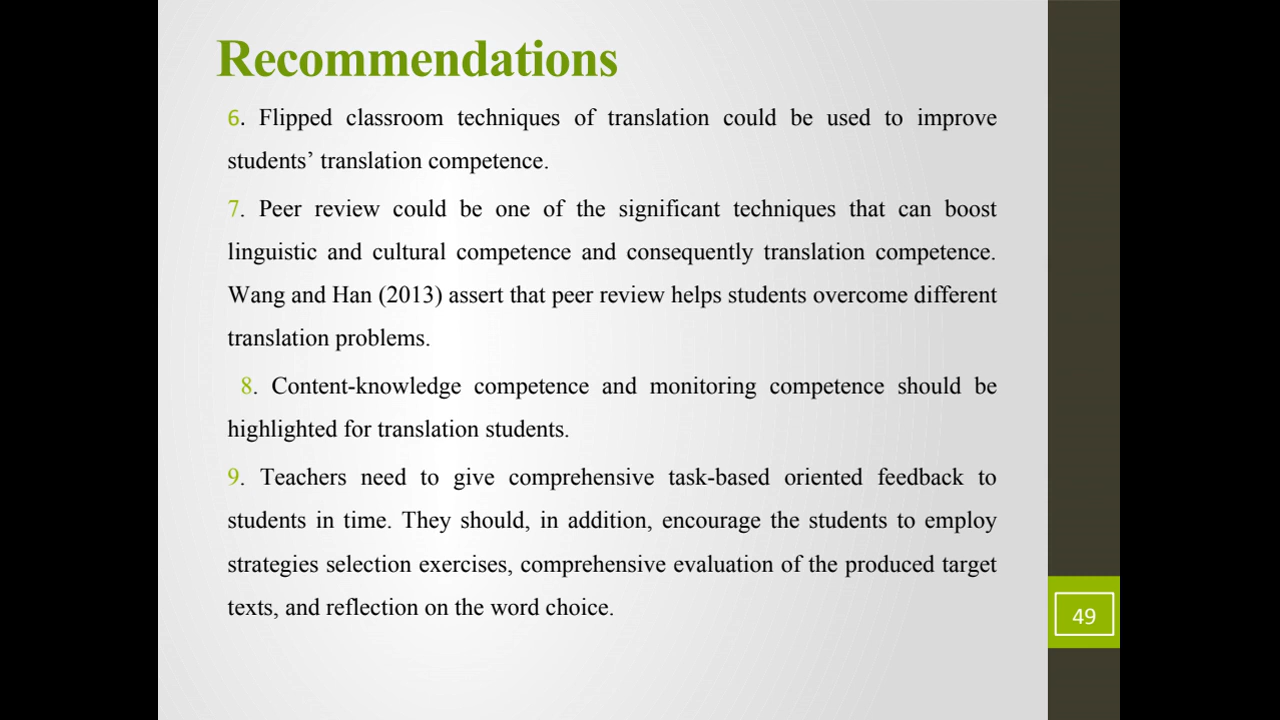 Recommendations
6. Flipped classroom techniques of translation could be used to improve
students’ translation competence.
7. Peer review could be one of the significant techniques that can boost
linguistic and cultural competence and consequently translation competence.
Wang and Han (2013) assert that peer review helps students overcome different
translation problems.
8. Content-knowledge competence and monitoring competence should be
highlighted for translation students.
9. Teachers need to give comprehensive task-based oriented feedback to
students in time. They should, in addition, encourage the students to employ
strategies selection exercises, comprehensive evaluation of the produced target
texts, and reflection on the word choice.
49